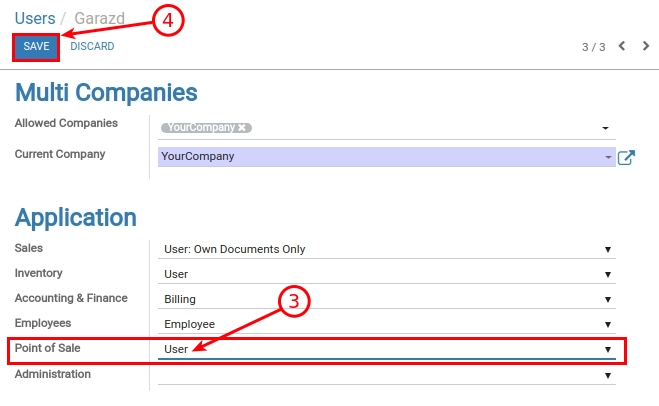 Users / Garazd
4
SAVE DISCARD 3 / 3
Multi Companies
Allowed Companies YourCompany ✖
Current Company YourCompany
Application
Sales User: Own Documents Only
Inventory User
Accounting & Finance Billing
3
Employees Employee
Point of Sale User
Administration